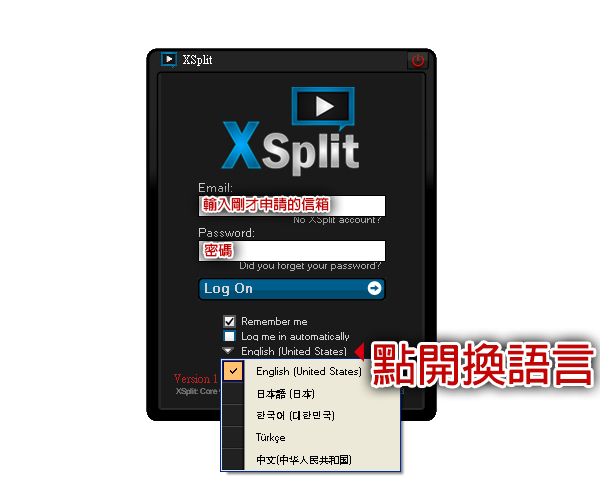 XSplit
XSplit
Email:
輸入剛才申請的信箱
No XSplit account?
Password:
密碼
Did you forget your password?
Log On
Remember me
Log me in automatically
English (United States)
點開換語言
English (United States)
Version 1
日本語 (日本)
XSplit: Core
한국어 (대한민국)
Türkçe
中文(中华人民共和国)